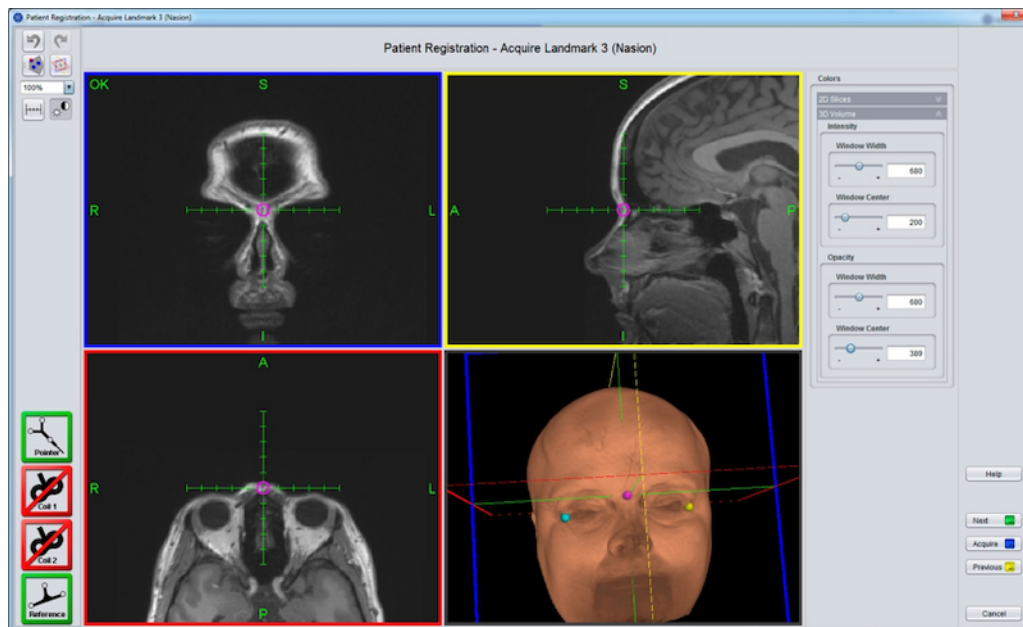 Patient Registration - Acquire Landmark 3 (Nasion)
Patient Registration - Acquire Landmark 3 (Nasion)
100%
OK
S
R
L
I
S
A
P
I
A
R
L
P
Colors
2D Slices
3D Volume
Intensity
Window Width
- +
680
Window Center
- +
200
Opacity
Window Width
- +
680
Window Center
- +
389
Pointer
Coil 1
Coil 2
Reference
Help
Next
Acquire
Previous
Cancel